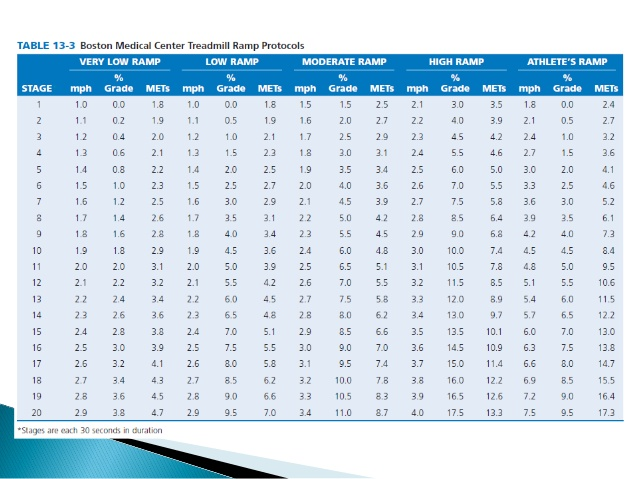 TABLE 13-3 Boston Medical Center Treadmill Ramp Protocols
VERY LOW RAMP LOW RAMP MODERATE RAMP HIGH RAMP ATHLETE'S RAMP
% % % % %
STAGE mph Grade METs mph Grade METs mph Grade METs mph Grade METs mph Grade METs
1 1.0 0.0 1.8 1.0 0.0 1.8 1.5 1.5 2.5 2.1 3.0 3.5 1.8 0.0 2.4
2 1.1 0.2 1.9 1.1 0.5 1.9 1.6 2.0 2.7 2.2 4.0 3.9 2.1 0.5 2.7
3 1.2 0.4 2.0 1.2 1.0 2.1 1.7 2.5 2.9 2.3 4.5 4.2 2.4 1.0 3.2
4 1.3 0.6 2.1 1.3 1.5 2.3 1.8 3.0 3.1 2.4 5.5 4.6 2.7 1.5 3.6
5 1.4 0.8 2.2 1.4 2.0 2.5 1.9 3.5 3.4 2.5 6.0 5.0 3.0 2.0 4.1
6 1.5 1.0 2.3 1.5 2.5 2.7 2.0 4.0 3.6 2.6 7.0 5.5 3.3 2.5 4.6
7 1.6 1.2 2.5 1.6 3.0 2.9 2.1 4.5 3.9 2.7 7.5 5.8 3.6 3.0 5.2
8 1.7 1.4 2.6 1.7 3.5 3.1 2.2 5.0 4.2 2.8 8.5 6.4 3.9 3.5 6.1
9 1.8 1.6 2.8 1.8 4.0 3.4 2.3 5.5 4.5 2.9 9.0 6.8 4.2 4.0 7.3
10 1.9 1.8 2.9 1.9 4.5 3.6 2.4 6.0 4.8 3.0 10.0 7.4 4.5 4.5 8.4
11 2.0 2.0 3.1 2.0 5.0 3.9 2.5 6.5 5.1 3.1 10.5 7.8 4.8 5.0 9.5
12 2.1 2.2 3.2 2.1 5.5 4.2 2.6 7.0 5.5 3.2 11.5 8.5 5.1 5.5 10.6
13 2.2 2.4 3.4 2.2 6.0 4.5 2.7 7.5 5.8 3.3 12.0 8.9 5.4 6.0 11.5
14 2.3 2.6 3.6 2.3 6.5 4.8 2.8 8.0 6.2 3.4 13.0 9.7 5.7 6.5 12.2
15 2.4 2.8 3.8 2.4 7.0 5.1 2.9 8.5 6.6 3.5 13.5 10.1 6.0 7.0 13.0
16 2.5 3.0 3.9 2.5 7.5 5.5 3.0 9.0 7.0 3.6 14.5 10.9 6.3 7.5 13.8
17 2.6 3.2 4.1 2.6 8.0 5.8 3.1 9.5 7.4 3.7 15.0 11.4 6.6 8.0 14.7
18 2.7 3.4 4.3 2.7 8.5 6.2 3.2 10.0 7.8 3.8 16.0 12.2 6.9 8.5 15.5
19 2.8 3.6 4.5 2.8 9.0 6.6 3.3 10.5 8.3 3.9 16.5 12.6 7.2 9.0 16.4
20 2.9 3.8 4.7 2.9 9.5 7.0 3.4 11.0 8.7 4.0 17.5 13.3 7.5 9.5 17.3
*Stages are each 30 seconds in duration